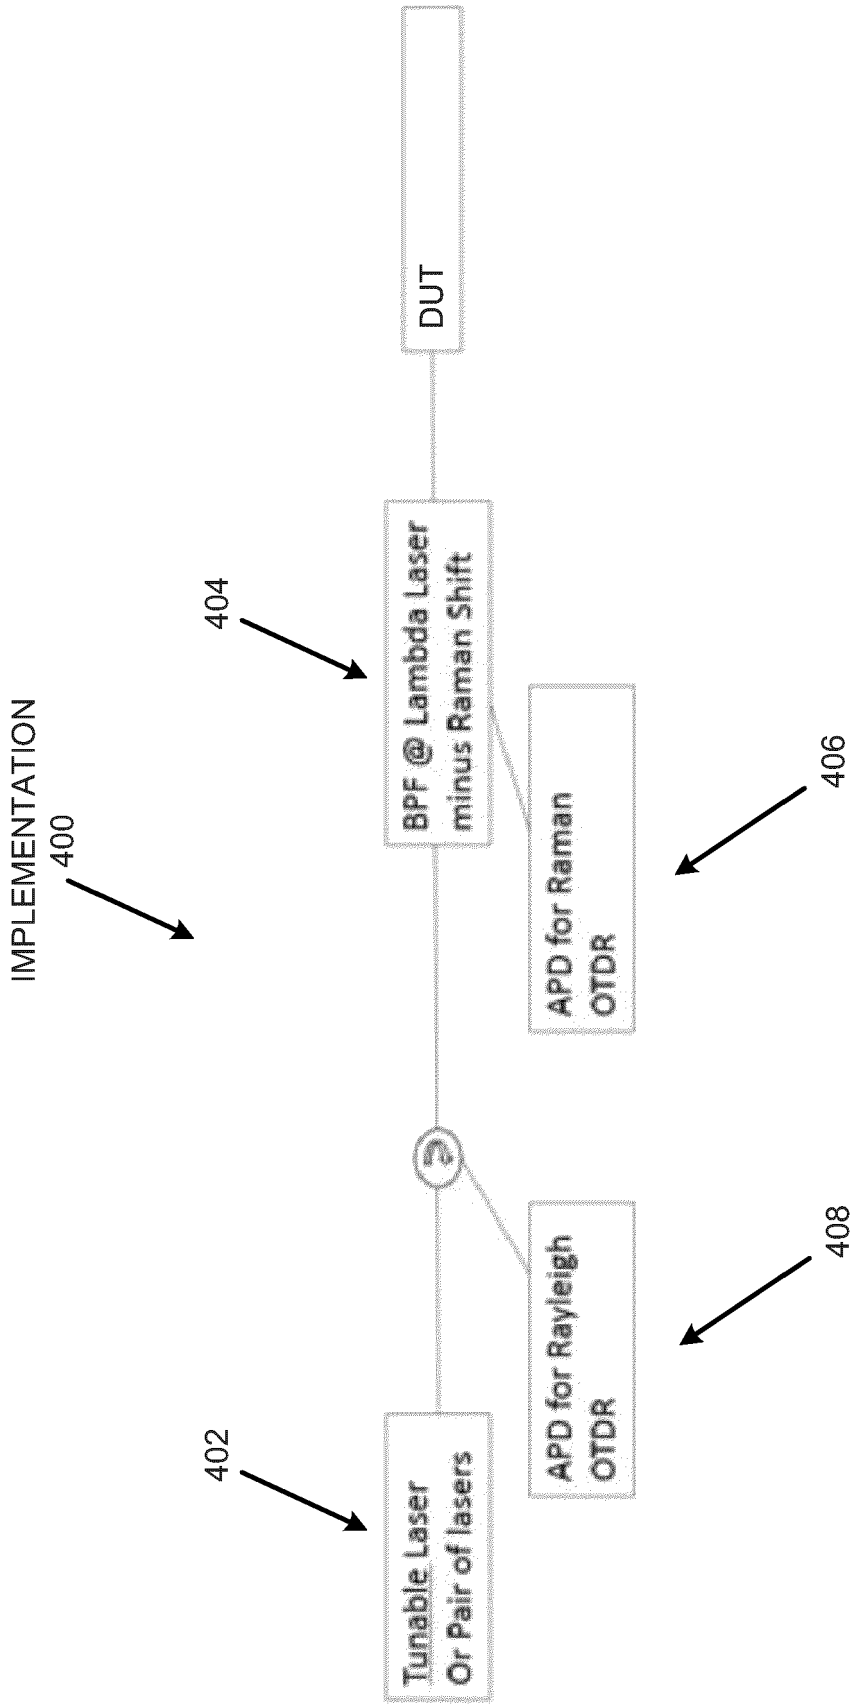 IMPLEMENTATION
400
402
404
Tunable Laser
Or Pair of lasers
BPF @ Lambda Laser
minus Raman Shift
DUT
APD for Rayleigh
OTDR
APD for Raman
OTDR
408
406